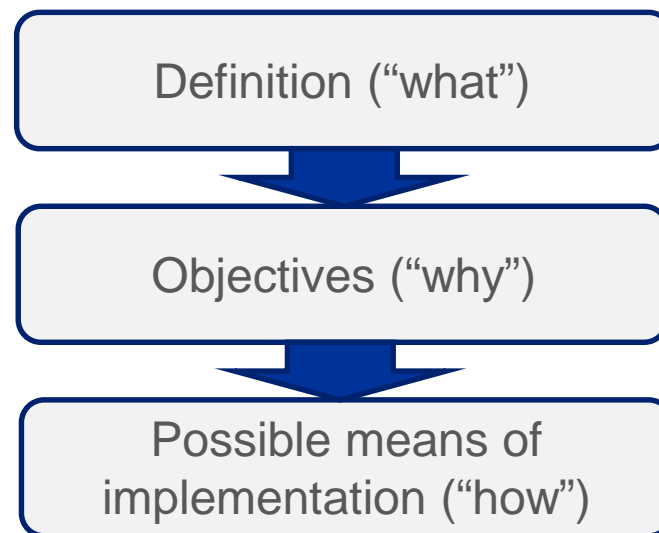 Definition (“what”)
Objectives (“why”)
Possible means of
implementation (“how”)